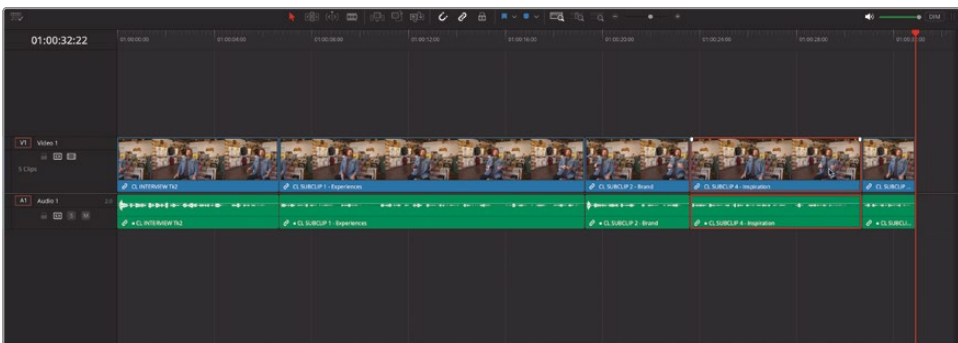 DIM
01:00:32:22
01:00:00:00
01:00:04:00
01:00:08:00
01:00:12:00
01:00:16:00
01:00:20:00
01:00:24:00
01:00:28:00
V1 Video 1
5 Clips
CL INTERVIEW Tk2
CL SUBCLIP 1 - Experiences
CL SUBCLIP 2 - Brand
CL SUBCLIP 4 - Inspiration
CL SUBCLIP ...
A1 Audio 1 2.0
S M
• CL INTERVIEW Tk2
• CL SUBCLIP 1 - Experiences
• CL SUBCLIP 2 - Brand
• CL SUBCLIP 4 - Inspiration
• CL SUBCLI...